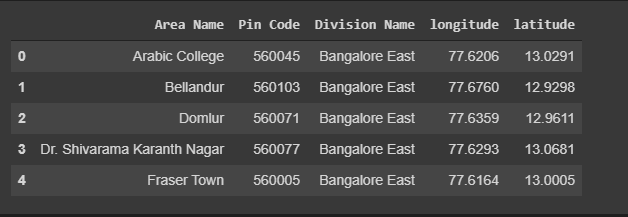 Area Name Pin Code Division Name longitude latitude
0 Arabic College 560045 Bangalore East 77.6206 13.0291
1 Bellandur 560103 Bangalore East 77.6760 12.9298
2 Domlur 560071 Bangalore East 77.6359 12.9611
3 Dr. Shivarama Karanth Nagar 560077 Bangalore East 77.6293 13.0681
4 Fraser Town 560005 Bangalore East 77.6164 13.0005